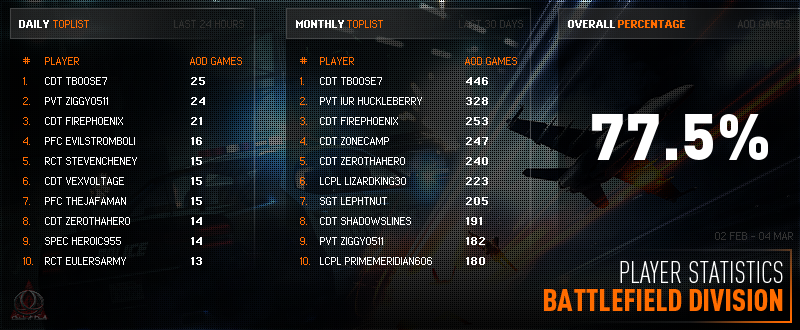 DAILY TOPLIST LAST 24 HOURS
# PLAYER AOD GAMES
1. CDT TBOOSE7 25
2. PVT ZIGGY0511 24
3. CDT FIREPHOENIX 21
4. PFC EVILSTROMBOLI 16
5. RCT STEVENCHENEY 15
6. CDT VEXVOLTAGE 15
7. PFC THEJAFAMAN 15
8. CDT ZEROTHAHERO 14
9. SPEC HEROIC955 14
10. RCT EULERSARMY 13
MONTHLY TOPLIST LAST 30 DAYS
# PLAYER AOD GAMES
1. CDT TBOOSE7 446
2. PVT IUR HUCKLEBERRY 328
3. CDT FIREPHOENIX 253
4. CDT ZONECAMP 247
5. CDT ZEROTHAHERO 240
6. LCPL LIZARDKING30 223
7. SGT LEPHTNUT 205
8. CDT SHADOWSLINES 191
9. PVT ZIGGY0511 182
10. LCPL PRIMEMERIDIAN606 180
OVERALL PERCENTAGE AOD GAMES
77.5%
02 FEB - 04 MAR
PLAYER STATISTICS
BATTLEFIELD DIVISION